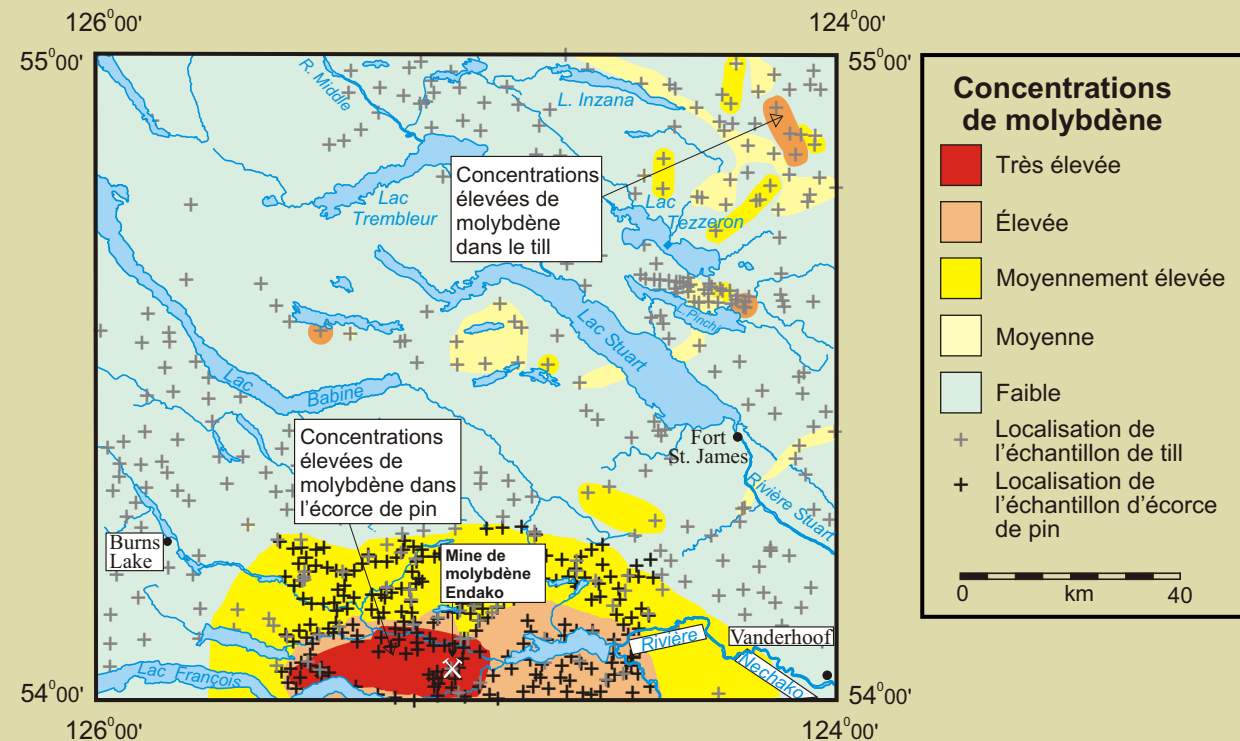 126°00'
124°00'
55°00'
55°00'
R. Middle
L. Inzana
Concentrations
élevées de
molybdène
dans le till
Lac
Trembleur
Lac
Tezzeron
L. Pinchi
Lac Stuart
Lac
Babine
Concentrations
élevées de
molybdène dans
l'écorce de pin
L.
Fort
St. James
Rivière Stuart
Burns
Lake
Mine de
molybdène
Endako
Rivière
Vanderhoof
Nechako
Lac François
54°00'
54°00'
126°00'
124°00'
Concentrations
de molybdène
Très élevée
Élevée
Moyennement élevée
Moyenne
Faible
Localisation de
l'échantillon de till
Localisation de
l'échantillon d'écorce
de pin
0 km 40